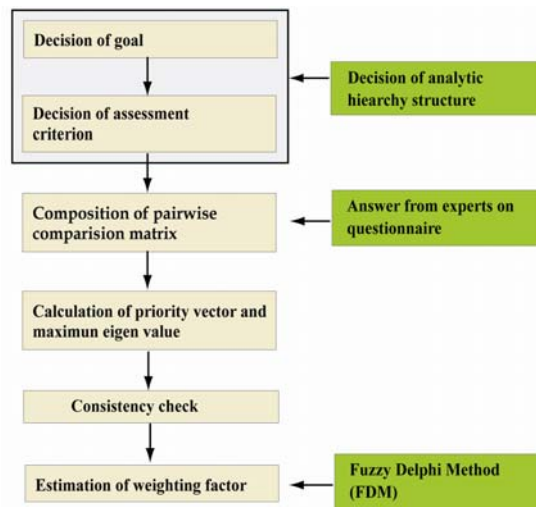 Decision of goal
Decision of assessment
criterion
Decision of analytic
hiearchy structure
Composition of pairwise
comparision matrix
Answer from experts on
questionnaire
Calculation of priority vector and
maximun eigen value
Consistency check
Estimation of weighting factor
Fuzzy Delphi Method
(FDM)